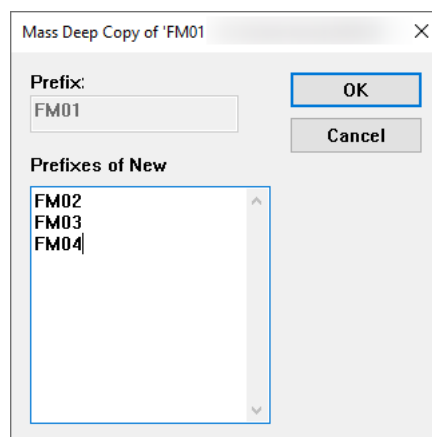 Mass Deep Copy of 'FM01
Prefix:
FM01
OK
Cancel
Prefixes of New
FM02
FM03
FM04